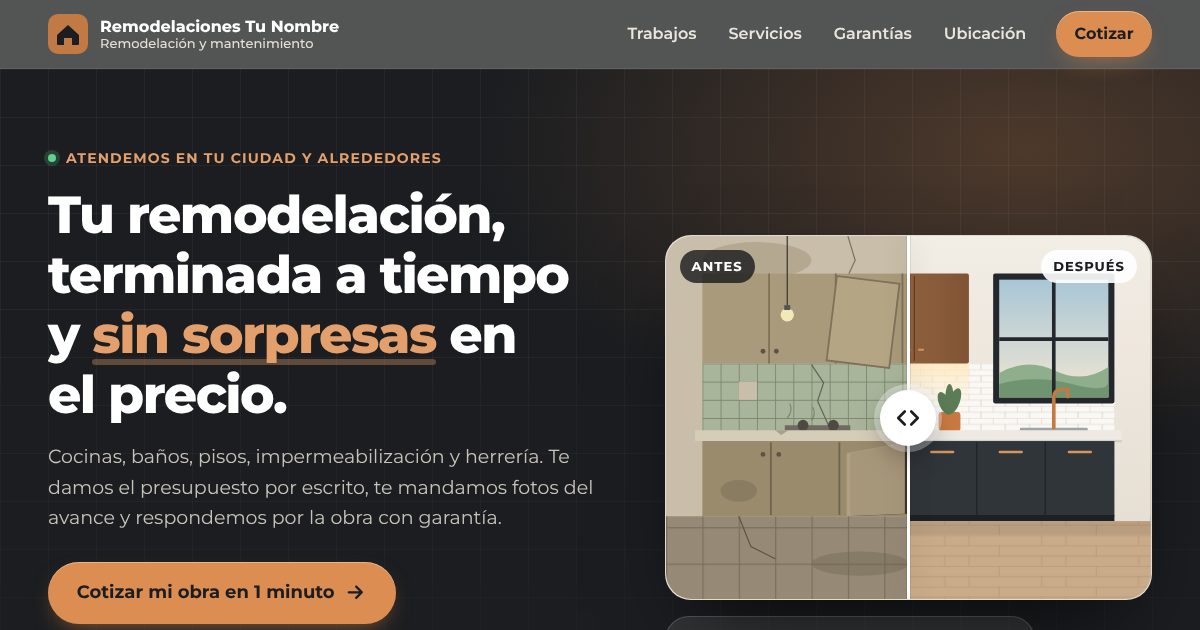 Remodelaciones Tu Nombre
Remodelación y mantenimiento
Trabajos
Servicios
Garantías
Ubicación
Cotizar
ATENDEMOS EN TU CIUDAD Y ALREDEDORES
Tu remodelación,
terminada a tiempo
y sin sorpresas en
el precio.
Cocinas, baños, pisos, impermeabilización y herrería. Te
damos el presupuesto por escrito, te mandamos fotos del
avance y respondemos por la obra con garantía.
Cotizar mi obra en 1 minuto →
ANTES
DESPUÉS